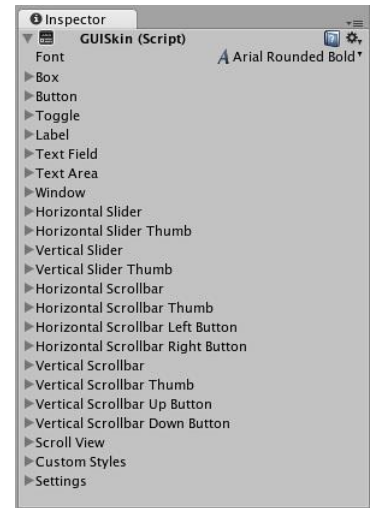 Inspector
GUISkin (Script)
Font Arial Rounded Bold
Box
Button
Toggle
Label
Text Field
Text Area
Window
Horizontal Slider
Horizontal Slider Thumb
Vertical Slider
Vertical Slider Thumb
Horizontal Scrollbar
Horizontal Scrollbar Thumb
Horizontal Scrollbar Left Button
Horizontal Scrollbar Right Button
Vertical Scrollbar
Vertical Scrollbar Thumb
Vertical Scrollbar Up Button
Vertical Scrollbar Down Button
Scroll View
Custom Styles
Settings